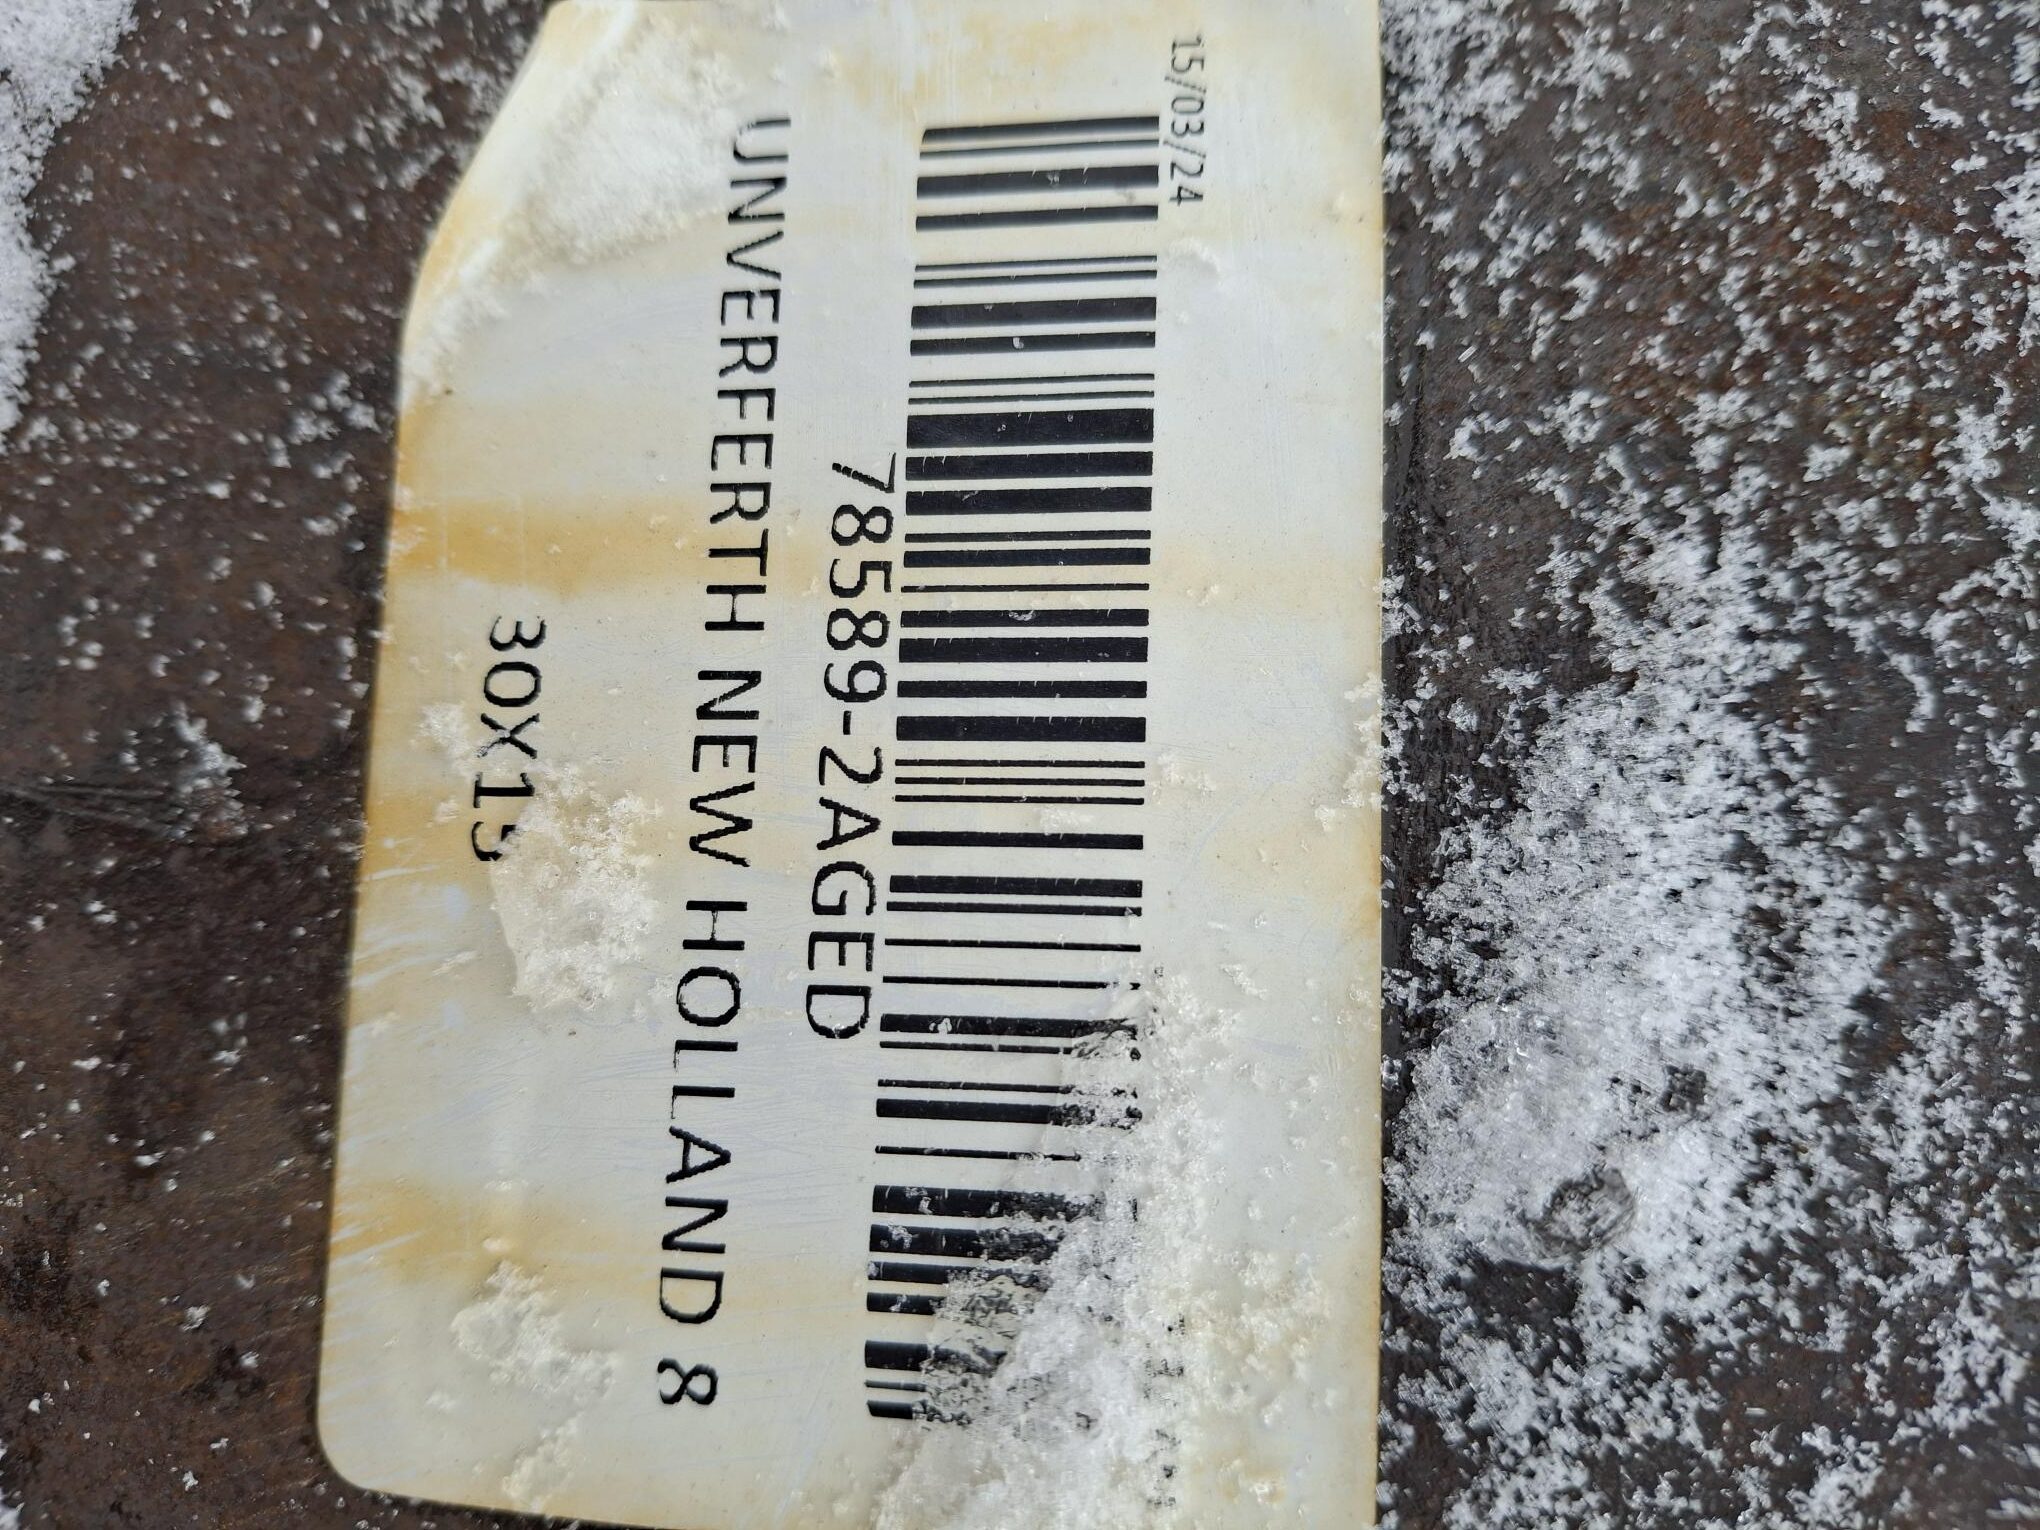 15/03/24
78589-2AGED
UNVERFERTH NEW HOLLAND 8